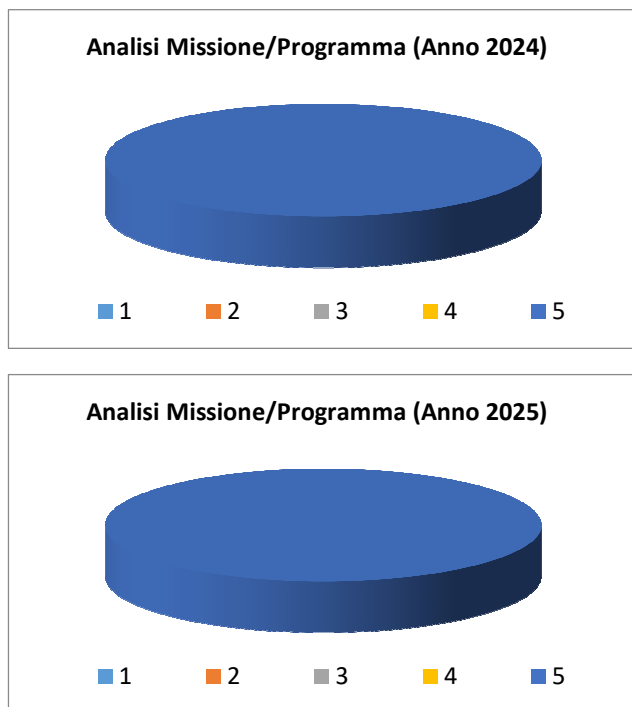 Analisi Missione/Programma (Anno 2024)
1 2 3 4 5
Analisi Missione/Programma (Anno 2025)
1 2 3 4 5